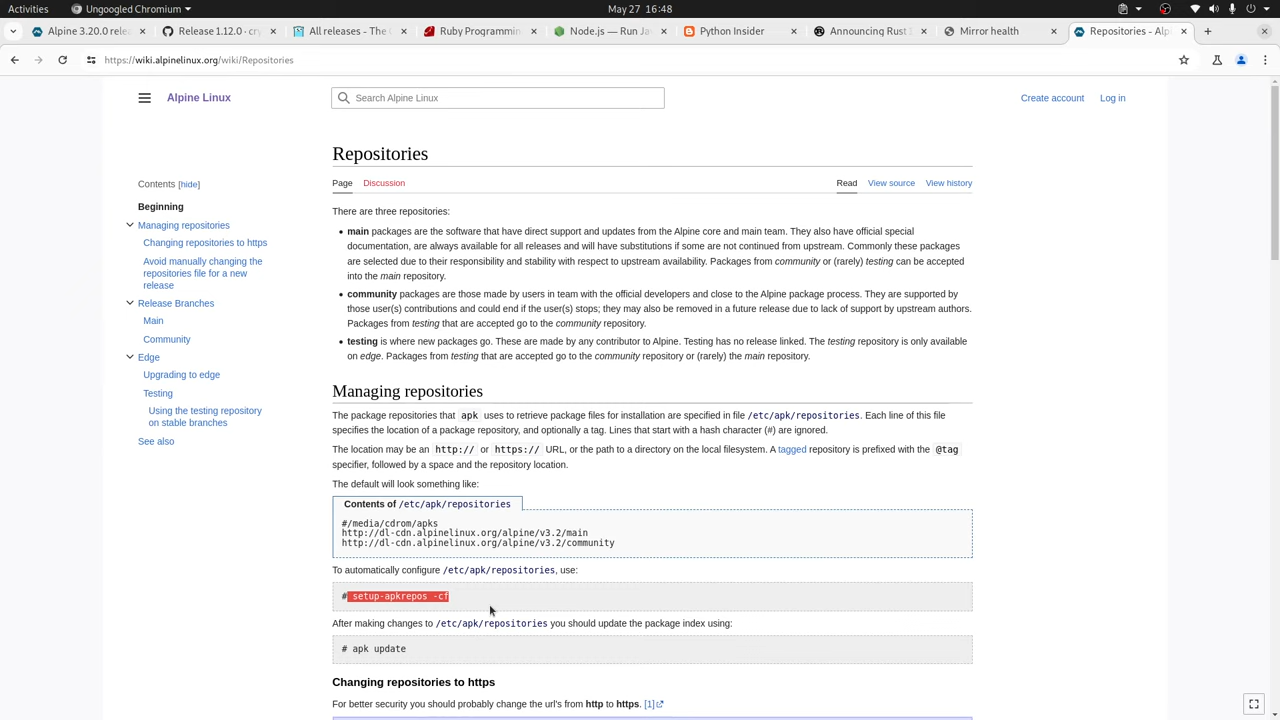 Activities
Chromium
May 27  16:48
Alpine 3.20.0 rele
Release 1.12.0 · cry
All releases - The G
Ruby Programmin
Node.js — Run Ja
Python Insider
Announcing Rust
Mirror health
Repositories - Alp
https://wiki.alpinelinux.org/wiki/Repositories
Alpine Linux
Search Alpine Linux
Create account
Log in
Contents [hide]
Beginning
Managing repositories
Changing repositories to https
Avoid manually changing the
repositories file for a new
release
Release Branches
Main
Community
Edge
Upgrading to edge
Testing
Using the testing repository
on stable branches
See also
Repositories
Page
Discussion
Read
View source
View history
There are three repositories:
• main packages are the software that have direct support and updates from the Alpine core and main team. They also have official special
documentation, are always available for all releases and will have substitutions if some are not continued from upstream. Commonly these packages
are selected due to their responsibility and stability with respect to upstream availability. Packages from community or (rarely) testing can be accepted
into the main repository.
• community packages are those made by users in team with the official developers and close to the Alpine package process. They are supported by
those user(s) contributions and could end if the user(s) stops; they may also be removed in a future release due to lack of support by upstream authors.
Packages from testing that are accepted go to the community repository.
• testing is where new packages go. These are made by any contributor to Alpine. Testing has no release linked. The testing repository is only available
on edge. Packages from testing that are accepted go to the community repository or (rarely) the main repository.
Managing repositories
The package repositories that apk uses to retrieve package files for installation are specified in file /etc/apk/repositories. Each line of this file
specifies the location of a package repository, and optionally a tag. Lines that start with a hash character (#) are ignored.
The location may be an http:// or https:// URL, or the path to a directory on the local filesystem. A tagged repository is prefixed with the @tag
specifier, followed by a space and the repository location.
The default will look something like:
Contents of /etc/apk/repositories
#/media/cdrom/apks
http://dl-cdn.alpinelinux.org/alpine/v3.2/main
http://dl-cdn.alpinelinux.org/alpine/v3.2/community
To automatically configure /etc/apk/repositories, use:
# setup-apkrepos -cf
After making changes to /etc/apk/repositories you should update the package index using:
# apk update
Changing repositories to https
For better security you should probably change the url's from http to https. [1]